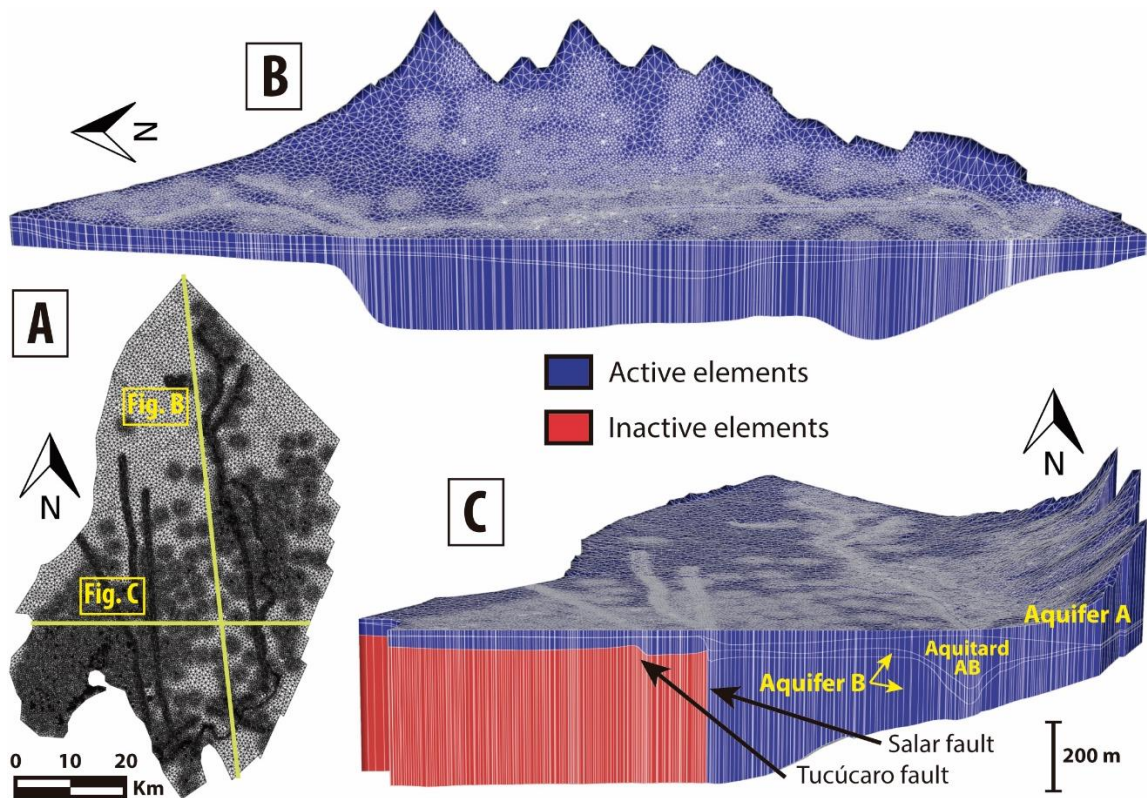 B
N
A
Fig. B
N
Fig. C
0 10 20
Km
Active elements
Inactive elements
N
C
Aquifer A
Aquitard
AB
Aquifer B
Salar fault
Tucúcaro fault
200 m